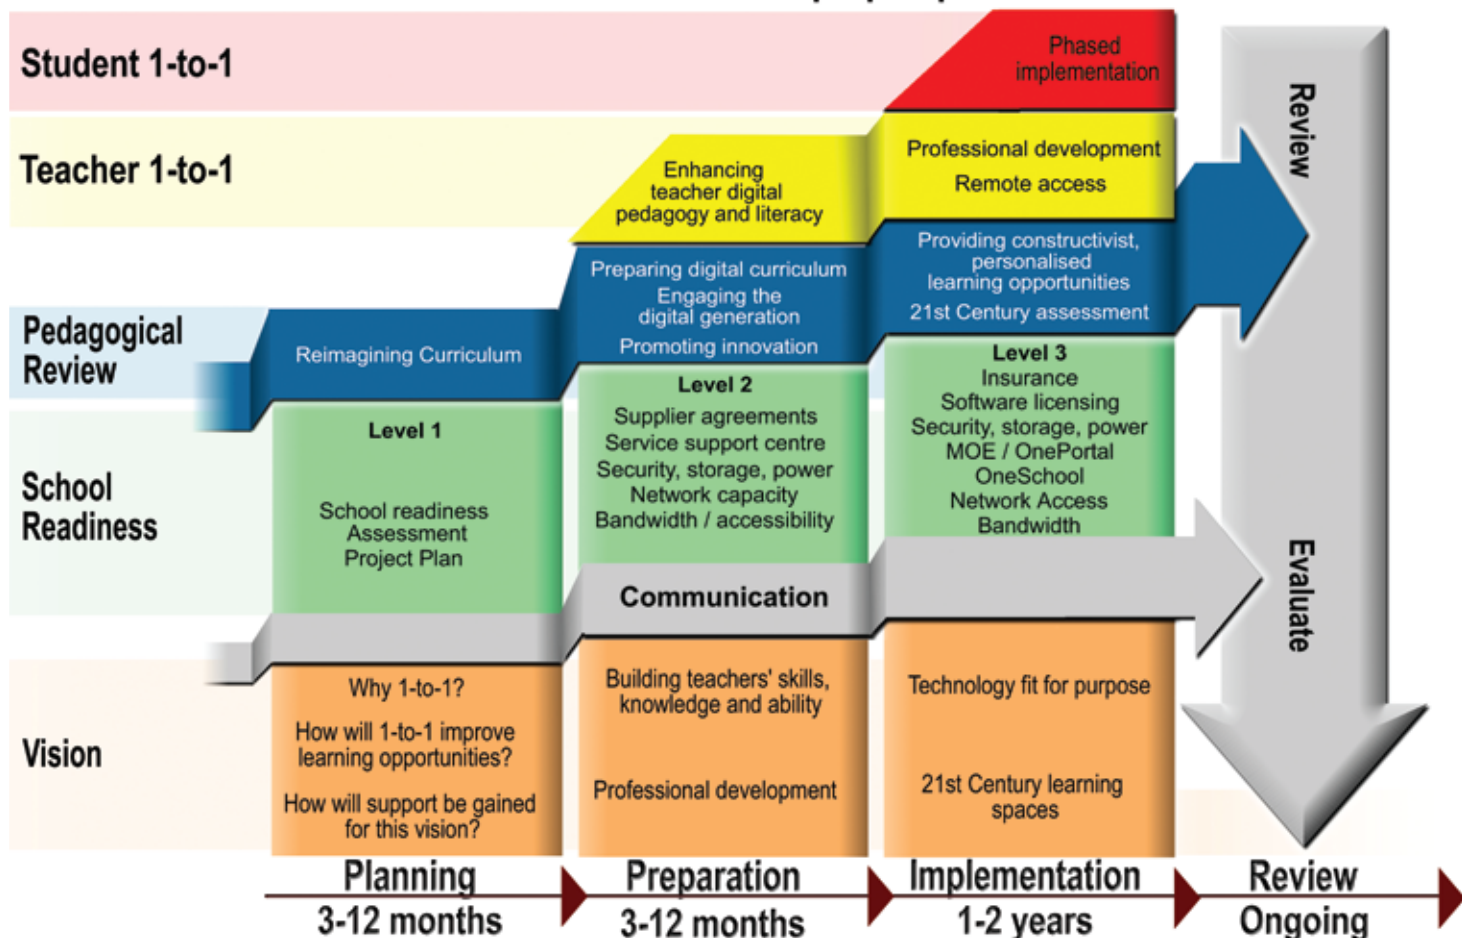 Student 1-to-1
Phased
implementation
Teacher 1-to-1
Enhancing
teacher digital
pedagogy and literacy
Professional development
Remote access
Pedagogical
Review
Reimagining Curriculum
Preparing digital curriculum
Engaging the
digital generation
Promoting innovation
Providing constructivist,
personalised
learning opportunities
21st Century assessment
School
Readiness
Level 1
School readiness
Assessment
Project Plan
Level 2
Supplier agreements
Service support centre
Security, storage, power
Network capacity
Bandwidth / accessibility
Level 3
Insurance
Software licensing
Security, storage, power
MOE / OnePortal
OneSchool
Network Access
Bandwidth
Communication
Vision
Why 1-to-1?
How will 1-to-1 improve
learning opportunities?
How will support be gained
for this vision?
Building teachers' skills,
knowledge and ability
Professional development
Technology fit for purpose
21st Century learning
spaces
Review
Evaluate
Planning
3-12 months
Preparation
3-12 months
Implementation
1-2 years
Review
Ongoing